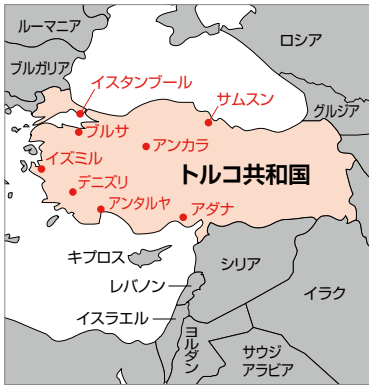 ルーマニア
ロシア
ブルガリア
イスタンブール
サムスン
グルジア
ブルサ
アンカラ
イズミル
トルコ共和国
デニズリ
アンタルヤ
アダナ
キプロス
シリア
レバノン
イラク
イスラエル
ヨルダン
サウジ
アラビア